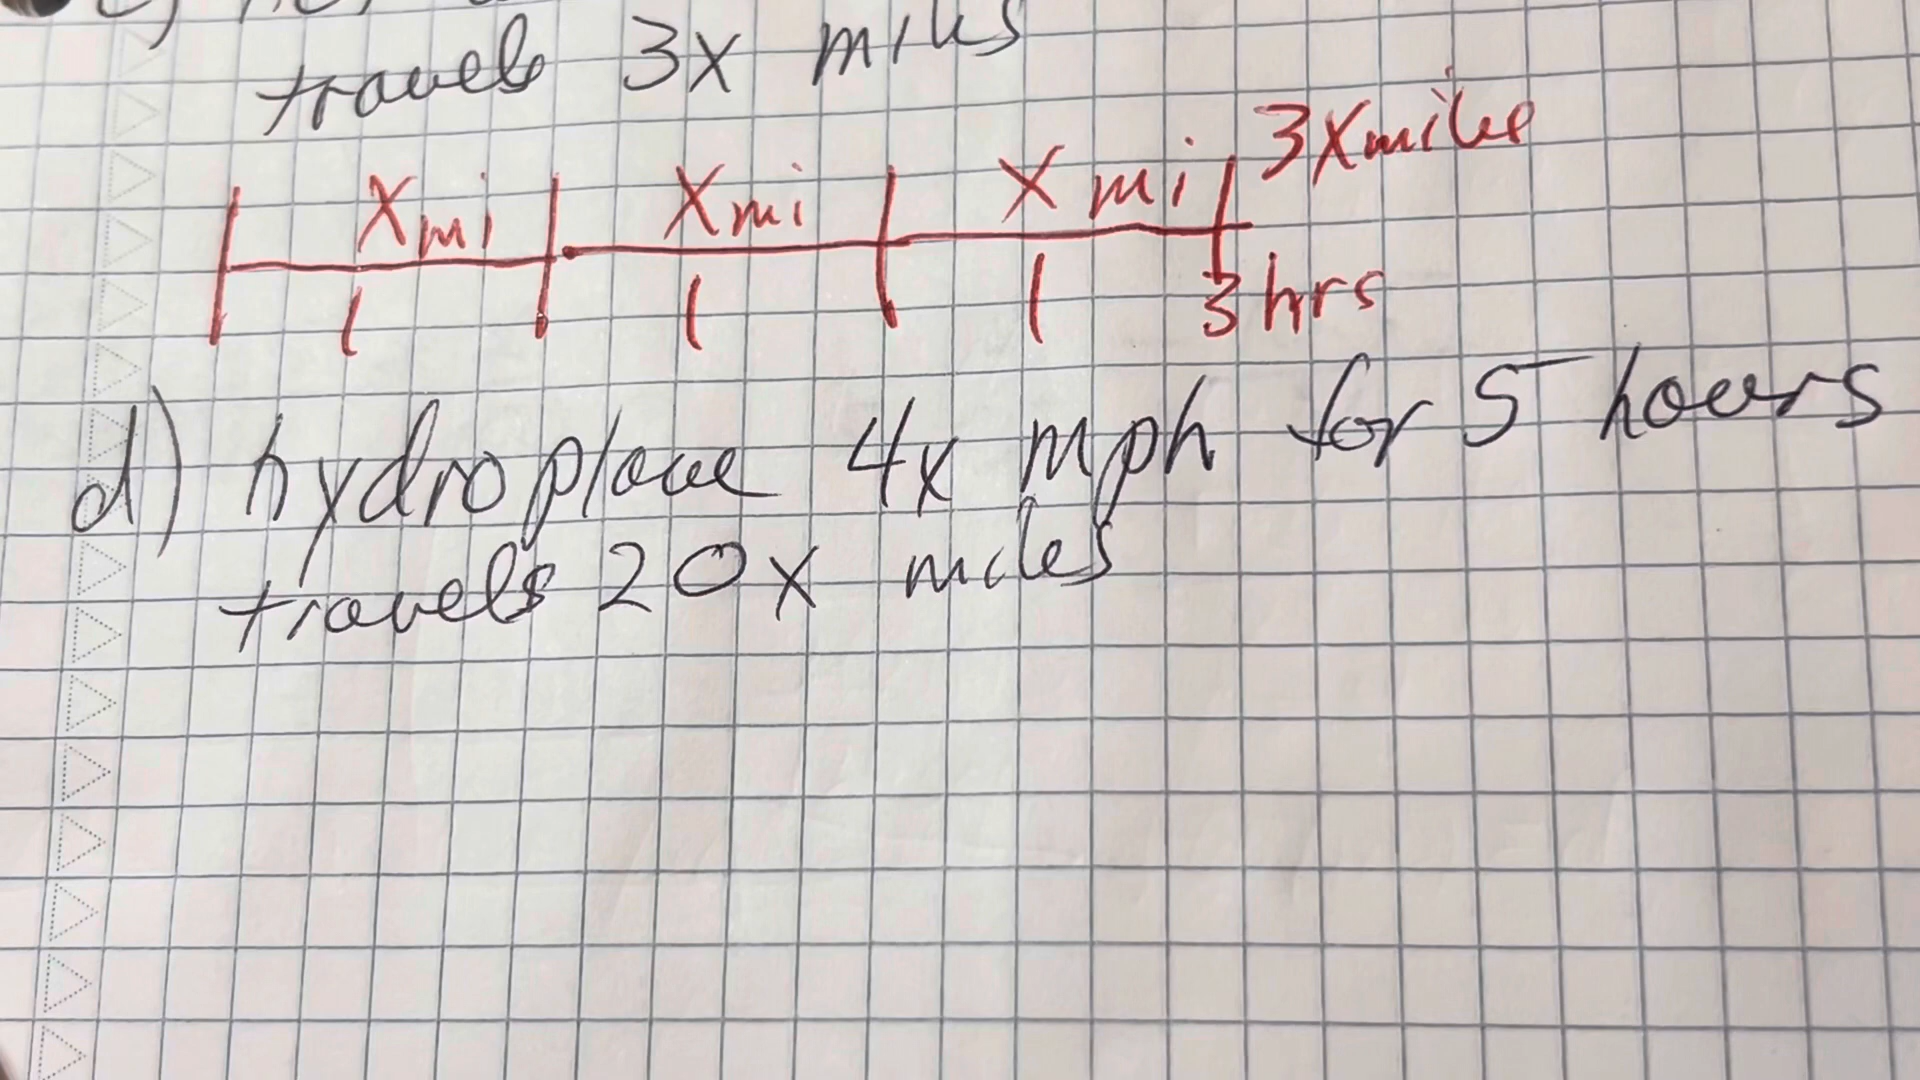 travels 3x miles
3x miles
x mi x mi x mi
1 1 1 3 hrs
d) hydroplane 4x mph for 5 hours
travels 20x miles